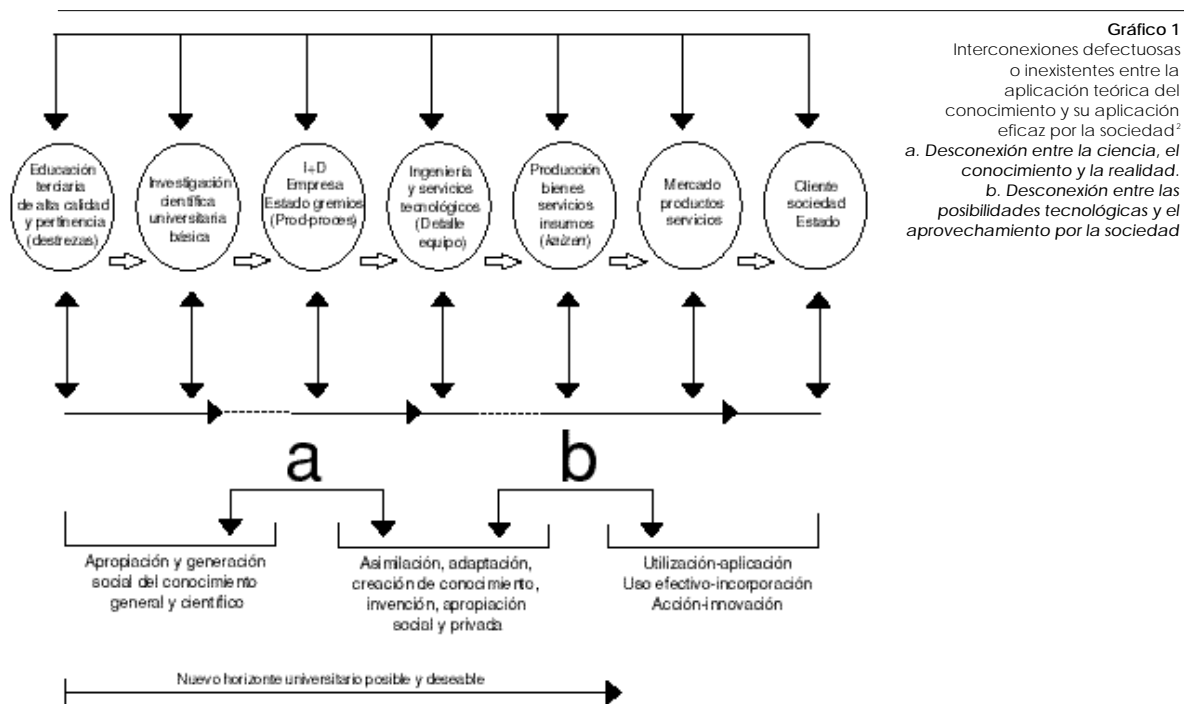 Gráfico 1
Interconexiones defectuosas
o inexistentes entre la
aplicación teórica del
conocimiento y su aplicación
eficaz por la sociedad²
a. Desconexión entre la ciencia, el
conocimiento y la realidad.
b. Desconexión entre las
posibilidades tecnológicas y el
aprovechamiento por la sociedad
Educación
terciaria
de alta calidad
y pertinencia
(destrezas)
Investigación
científica
universitaria
básica
I+D
Empresa
Estado gremios
(Prod-proces)
Ingeniería
y servicios
tecnológicos
(Detalle
equipo)
Producción
bienes
servicios
insumos
(kaizen)
Mercado
productos
servicios
Cliente
sociedad
Estado
a
b
Apropiación y generación
social del conocimiento
general y científico
Asimilación, adaptación,
creación de conocimiento,
invención, apropiación
social y privada
Utilización-aplicación
Uso efectivo-incorporación
Acción-innovación
Nuevo horizonte universitario posible y deseable